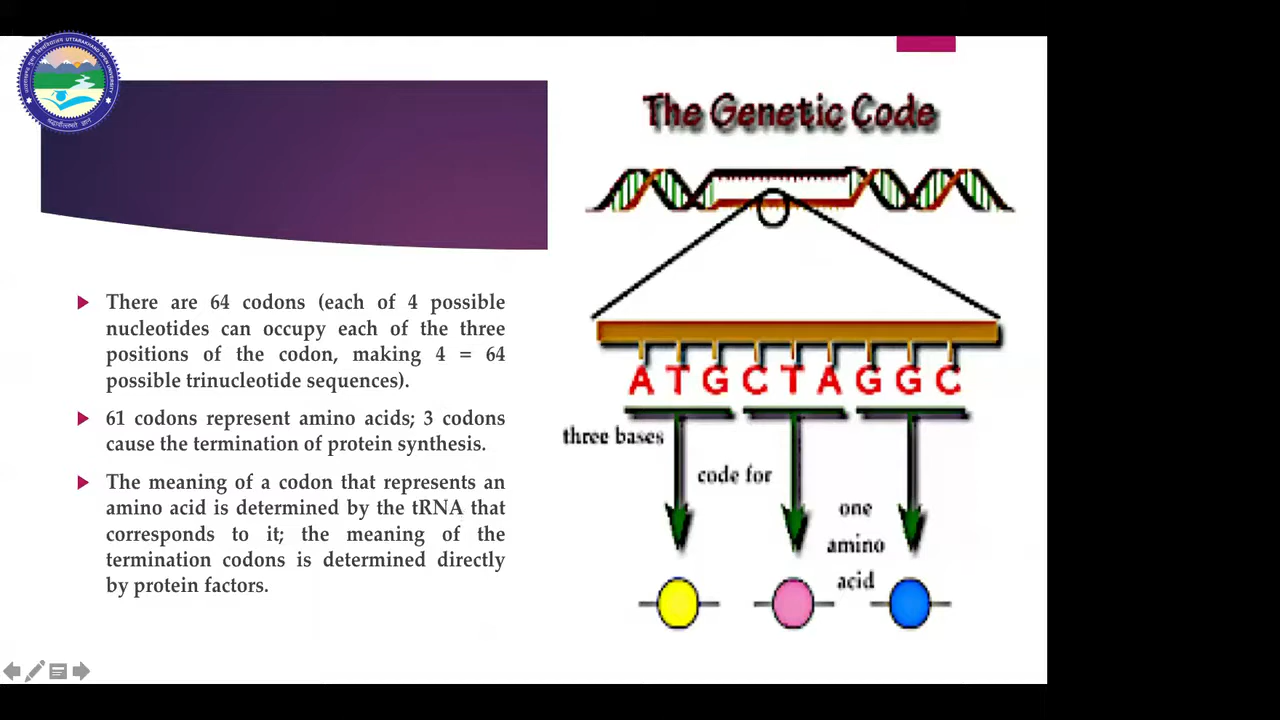 The Genetic Code
There are 64 codons (each of 4 possible
nucleotides can occupy each of the three
positions of the codon, making 4 = 64
possible trinucleotide sequences).
61 codons represent amino acids; 3 codons
cause the termination of protein synthesis.
The meaning of a codon that represents an
amino acid is determined by the tRNA that
corresponds to it; the meaning of the
termination codons is determined directly
by protein factors.
A T G C T A G G C
three bases
code for
one
amino
acid